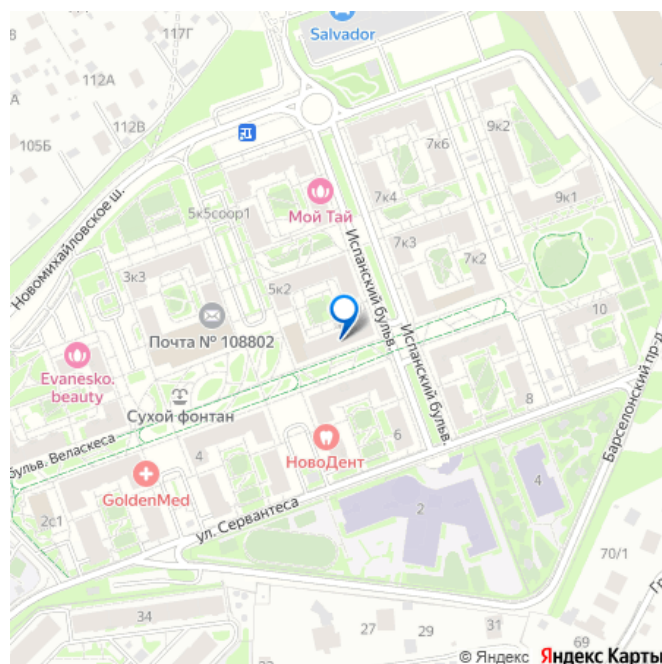 Salvador
117Г
В
112А
А
112В
105Б
9к2
7к6
7к4
9к1
Мой Тай
5к5соор1
Новомихайловское ш.
Испанский бульв.
7к3
7к2
3к3
5к2
10
Почта № 108802
Испанский бульв.
Evanesko.
beauty
Сухой фонтан
Барселонский пр-д
8
бульв. Веласкеса
4
НовоДент
6
GoldenMed
4
2с1
ул. Сервантеса
2
70/1
34
27
29
31
69
© Яндекс Яндекс Карты